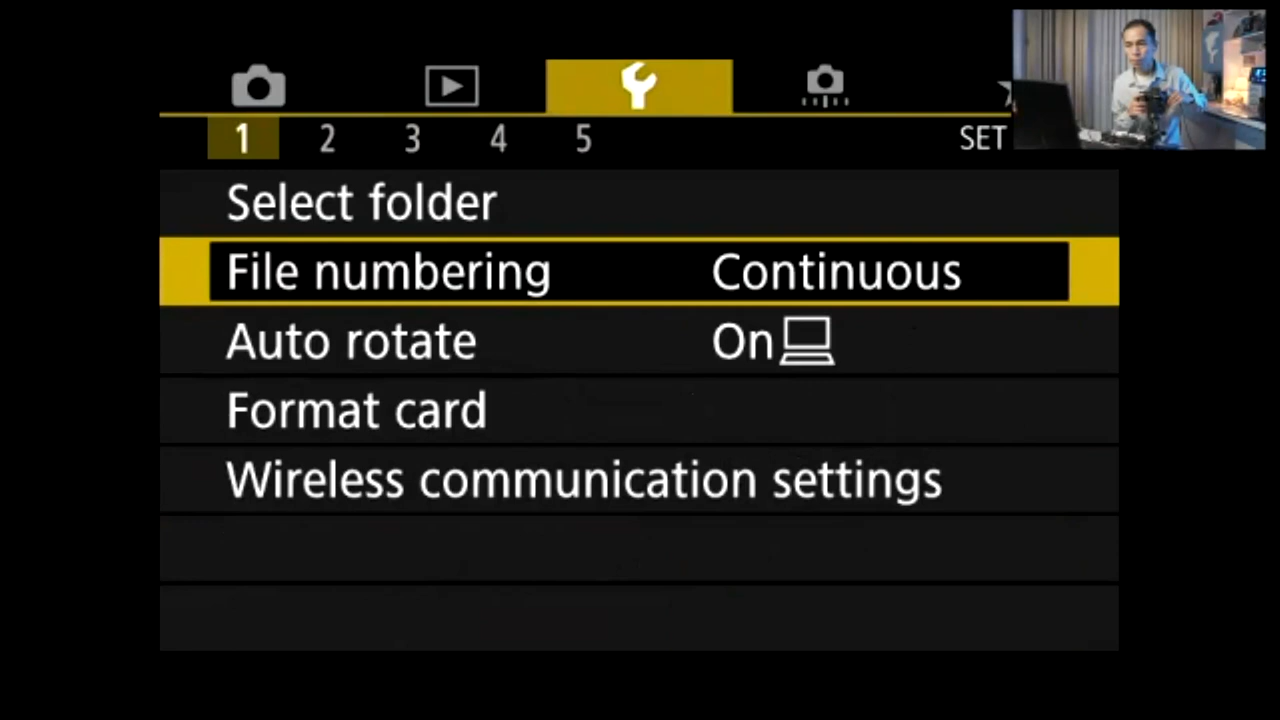 1 2 3 4 5 SET
Select folder
File numbering Continuous
Auto rotate On
Format card
Wireless communication settings